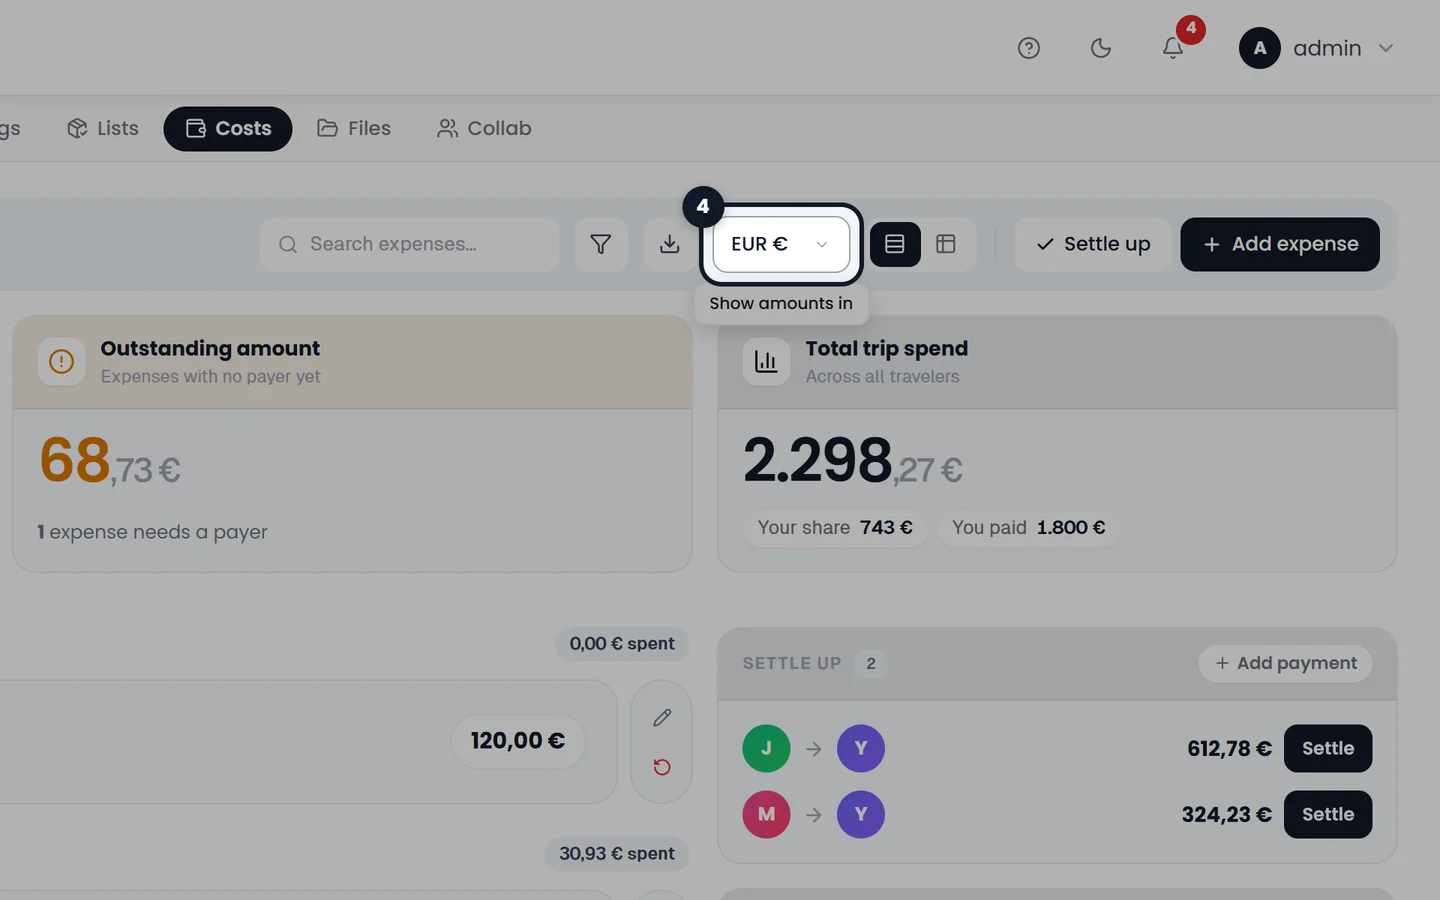 4
A
admin
gs
Lists
Costs
Files
Collab
4
Search expenses...
EUR €
Settle up
+ Add expense
Show amounts in
Outstanding amount
Expenses with no payer yet
68,73 €
1 expense needs a payer
Total trip spend
Across all travelers
2.298,27 €
Your share 743 €
You paid 1.800 €
0,00 € spent
120,00 €
30,93 € spent
SETTLE UP 2
+ Add payment
J → Y
612,78 €
Settle
M → Y
324,23 €
Settle